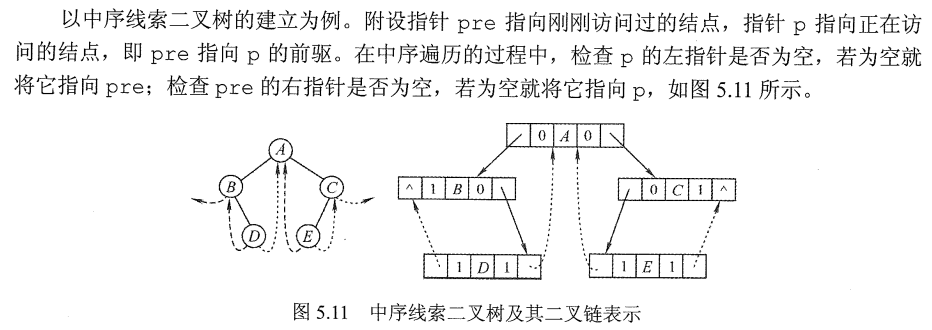 以中序线索二叉树的建立为例。附设指针 pre 指向刚刚访问过的结点，指针 p 指向正在访
问的结点，即 pre 指向 p 的前驱。在中序遍历的过程中，检查 p 的左指针是否为空，若为空就
将它指向 pre；检查 pre 的右指针是否为空，若为空就将它指向 p，如图 5.11 所示。
A
B C
D E
0 A 0
^ 1 B 0
0 C 1 ^
1 D 1
1 E 1
图 5.11 中序线索二叉树及其二叉链表示